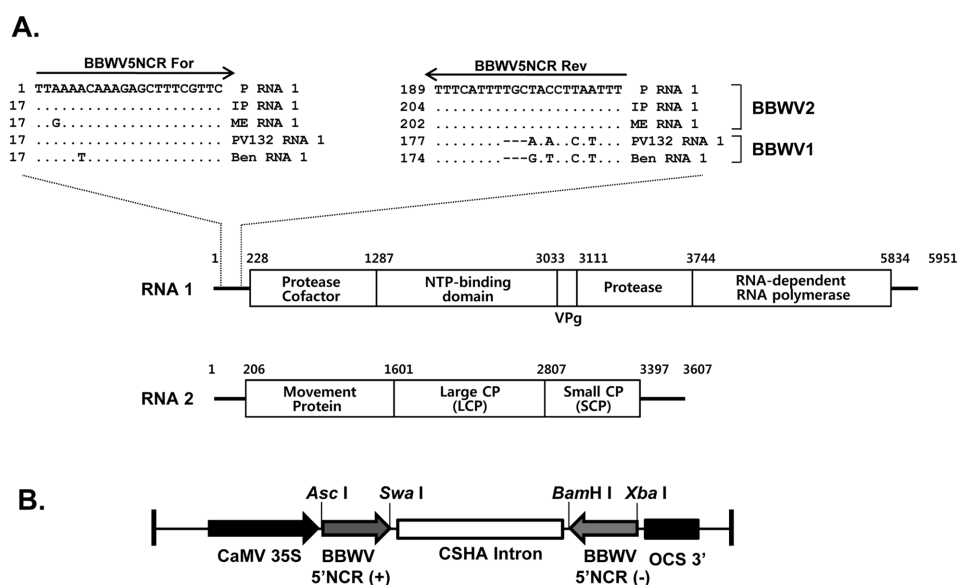 A.
BBWV5NCR For
BBWV5NCR Rev
1 TTAAAACAAAGAGCTTTCGTTC P RNA 1
17 ...................... IP RNA 1
17 ..G................... ME RNA 1
17 ...................... PV132 RNA 1
17 .....T................ Ben RNA 1
189 TTTCATTTTGCTACCTTAATTT P RNA 1
204 ...................... IP RNA 1
202 ...................... ME RNA 1
177 ........---A.A..C.T... PV132 RNA 1
174 ........---G.T..C.T... Ben RNA 1
BBWV2
BBWV1
1 228 1287 3033 3111 3744 5834 5951
RNA 1
Protease Cofactor
NTP-binding domain
VPg
Protease
RNA-dependent RNA polymerase
1 206 1601 2807 3397 3607
RNA 2
Movement Protein
Large CP (LCP)
Small CP (SCP)
B.
Asc I Swa I BamH I Xba I
CaMV 35S
BBWV 5'NCR (+)
CSHA Intron
BBWV 5'NCR (-)
OCS 3'